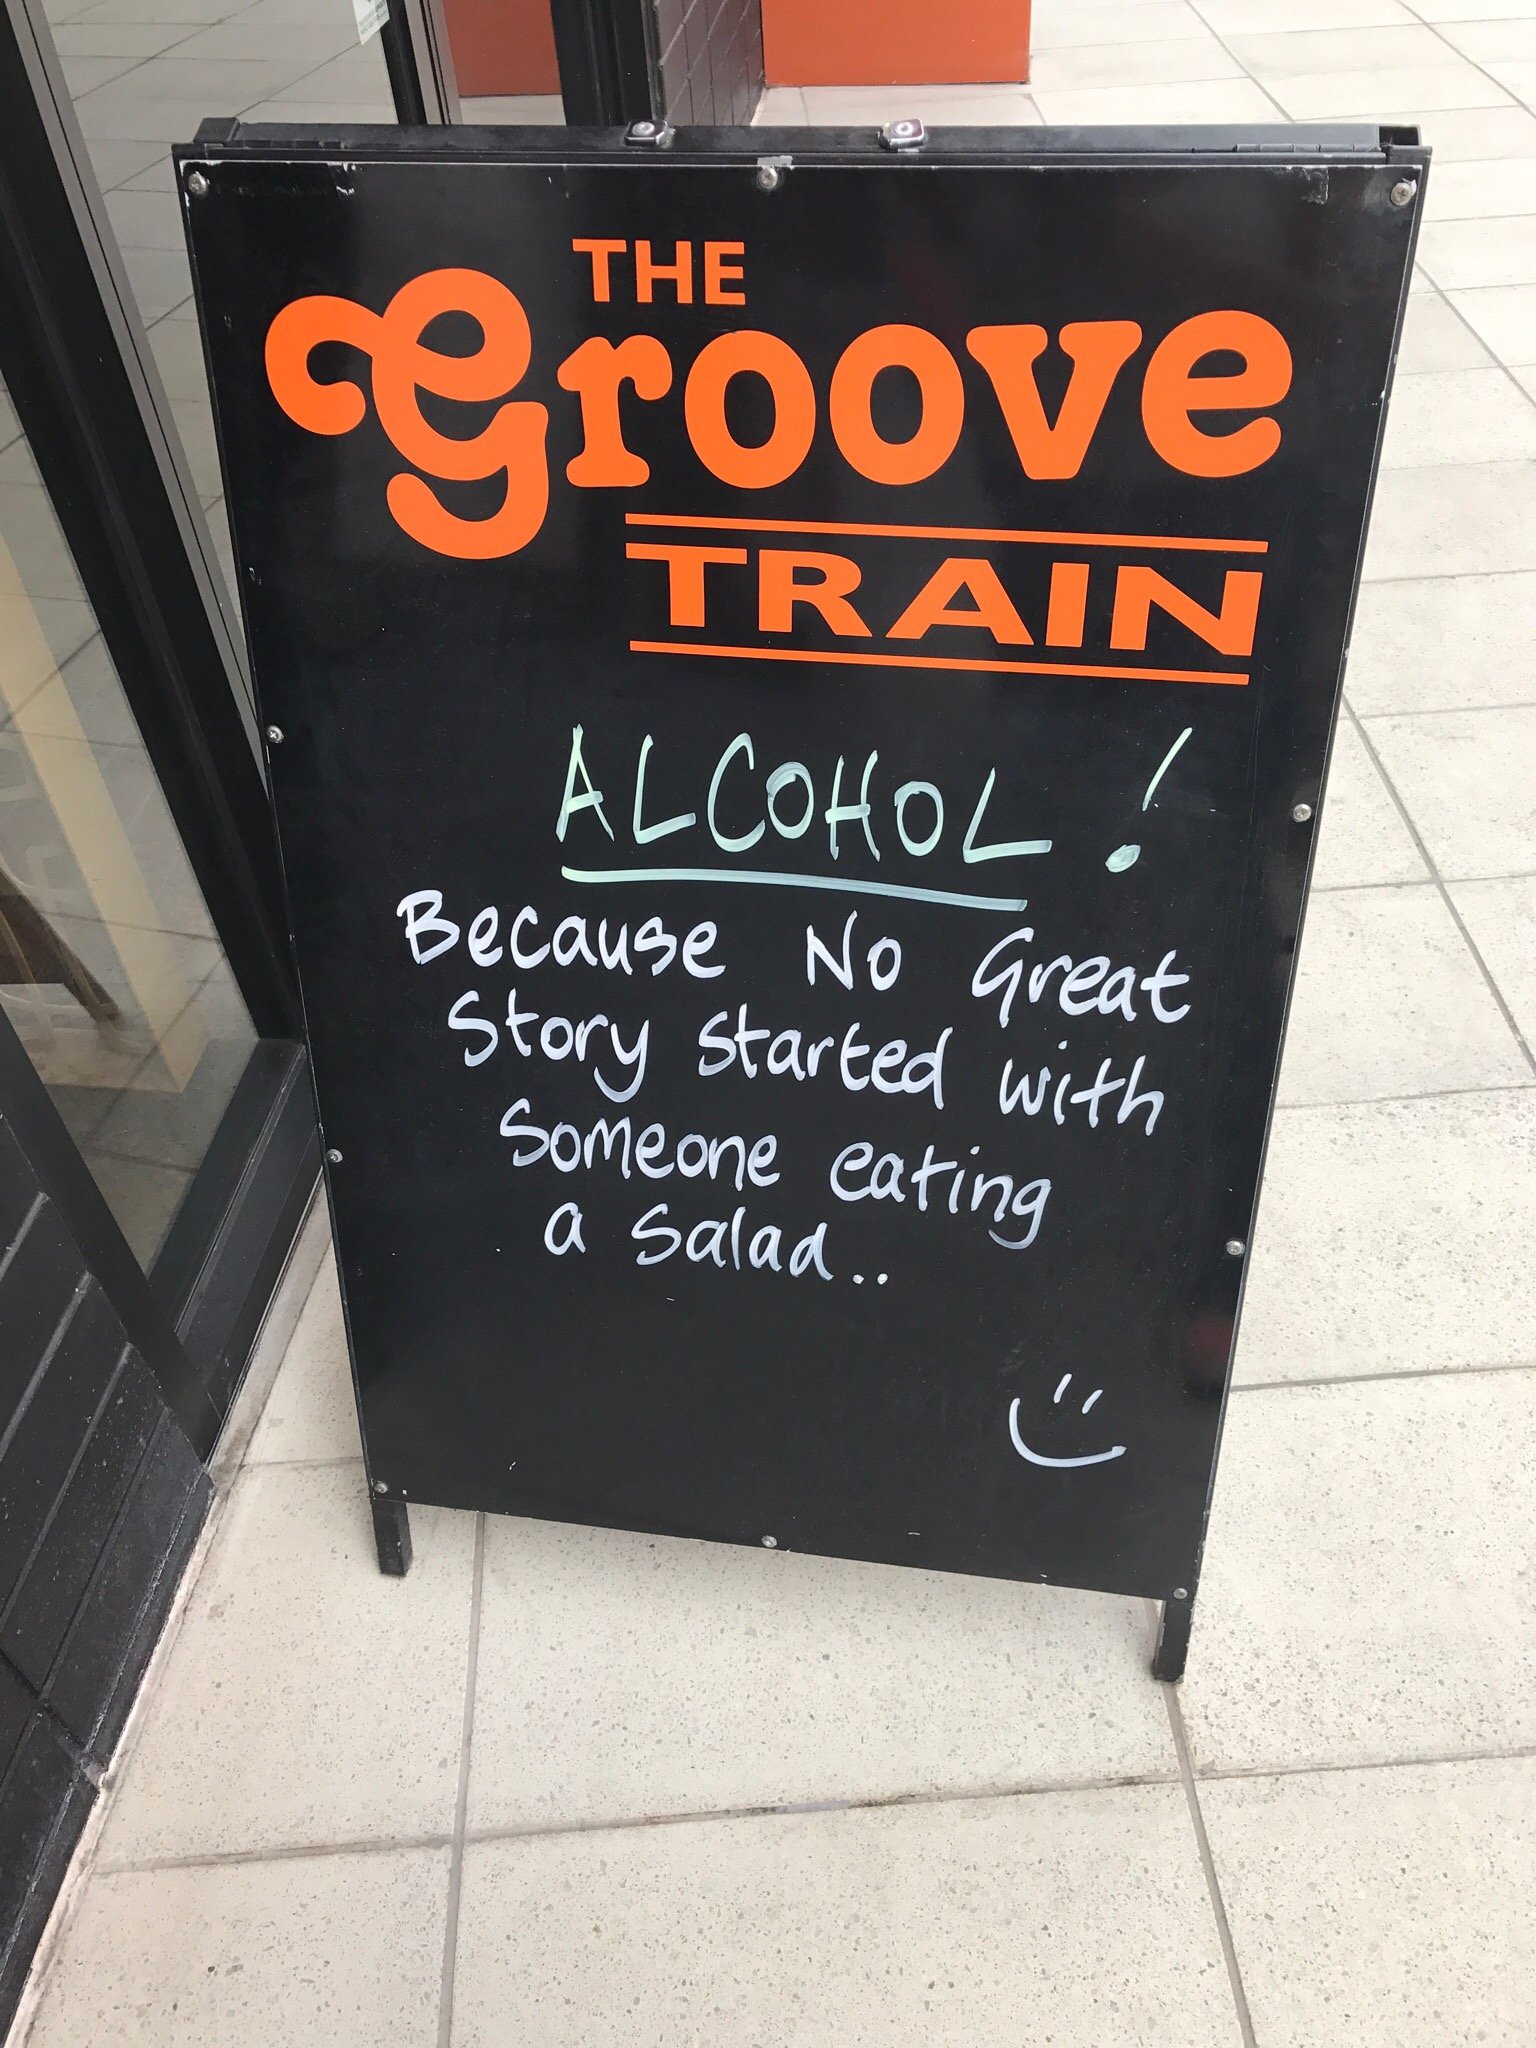 THE
Groove
TRAIN
ALCOHOL!
Because No Great
Story started with
Someone eating
a salad..